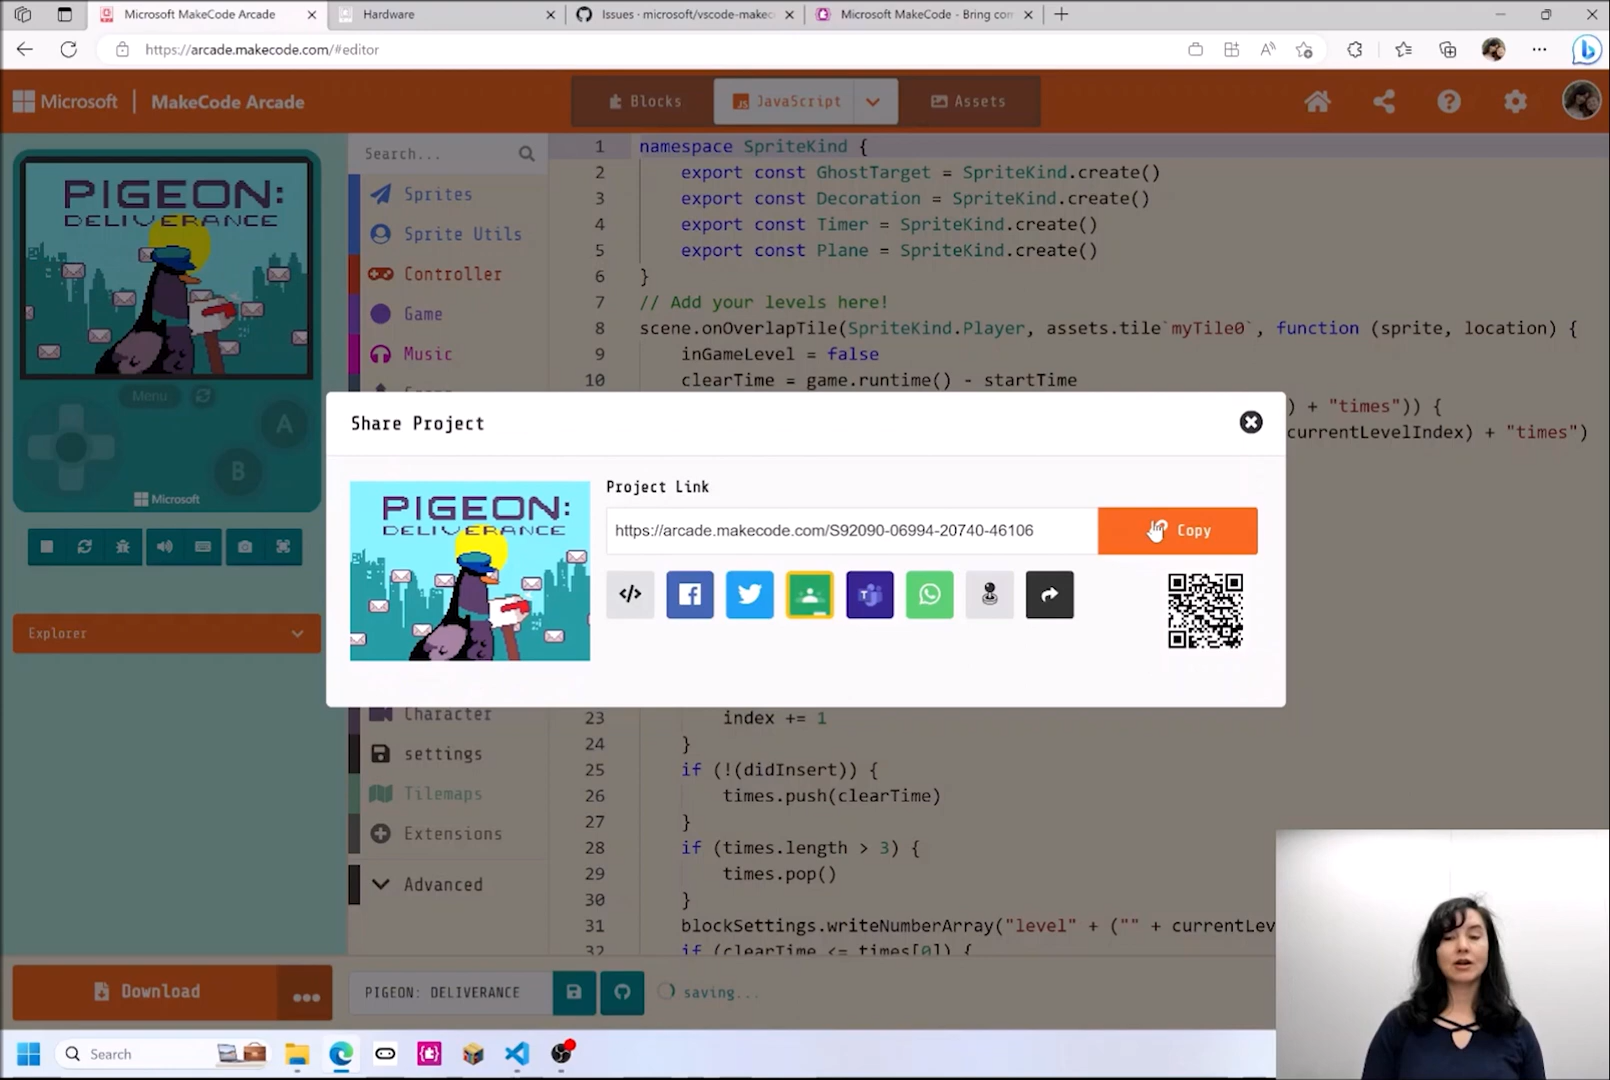 Microsoft MakeCode Arcade
Hardware
Issues · microsoft/vscode-makec
Microsoft MakeCode - Bring con
https://arcade.makecode.com/#editor
Microsoft | MakeCode Arcade
Blocks
JavaScript
Assets
PIGEON:
DELIVERANCE
Menu
A
B
Microsoft
Explorer
Search...
Sprites
Sprite Utils
Controller
Game
Music
Character
settings
Tilemaps
Extensions
Advanced
1 namespace SpriteKind {
2 export const GhostTarget = SpriteKind.create()
3 export const Decoration = SpriteKind.create()
4 export const Timer = SpriteKind.create()
5 export const Plane = SpriteKind.create()
6 }
7 // Add your levels here!
8 scene.onOverlapTile(SpriteKind.Player, assets.tile`myTile0`, function (sprite, location) {
9 inGameLevel = false
10 clearTime = game.runtime() - startTime
) + "times")) {
currentLevelIndex) + "times")
Share Project
PIGEON:
DELIVERANCE
Project Link
https://arcade.makecode.com/S92090-06994-20740-46106
Copy
23 index += 1
24 }
25 if (!(didInsert)) {
26 times.push(clearTime)
27 }
28 if (times.length > 3) {
29 times.pop()
30 }
31 blockSettings.writeNumberArray("level" + ("" + currentLev
32 if (clearTime <= times[0]) {
Download
PIGEON: DELIVERANCE
saving...
Search